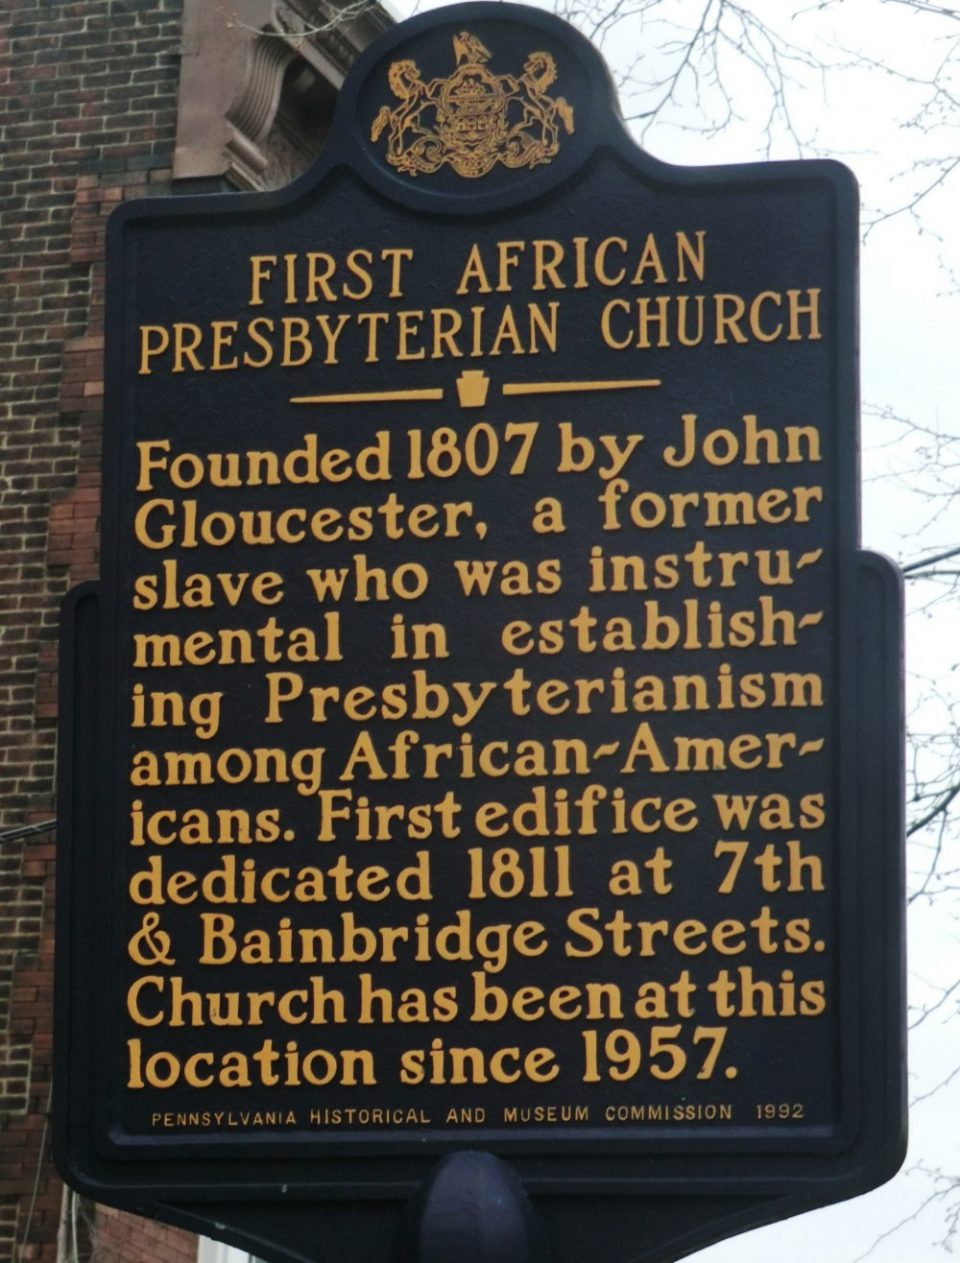 FIRST AFRICAN
PRESBYTERIAN CHURCH
Founded 1807 by John
Gloucester, a former
slave who was instru-
mental in establish-
ing Presbyterianism
among African-Amer-
icans. First edifice was
dedicated 1811 at 7th
& Bainbridge Streets.
Church has been at this
location since 1957.
PENNSYLVANIA HISTORICAL AND MUSEUM COMMISSION 1992